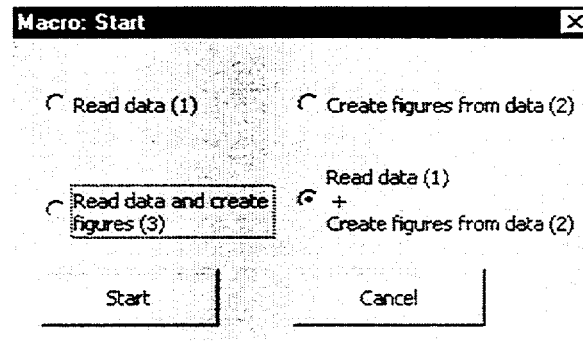 Macro: Start
Read data (1)
Create figures from data (2)
Read data and create
figures (3)
Read data (1)
+
Create figures from data (2)
Start
Cancel